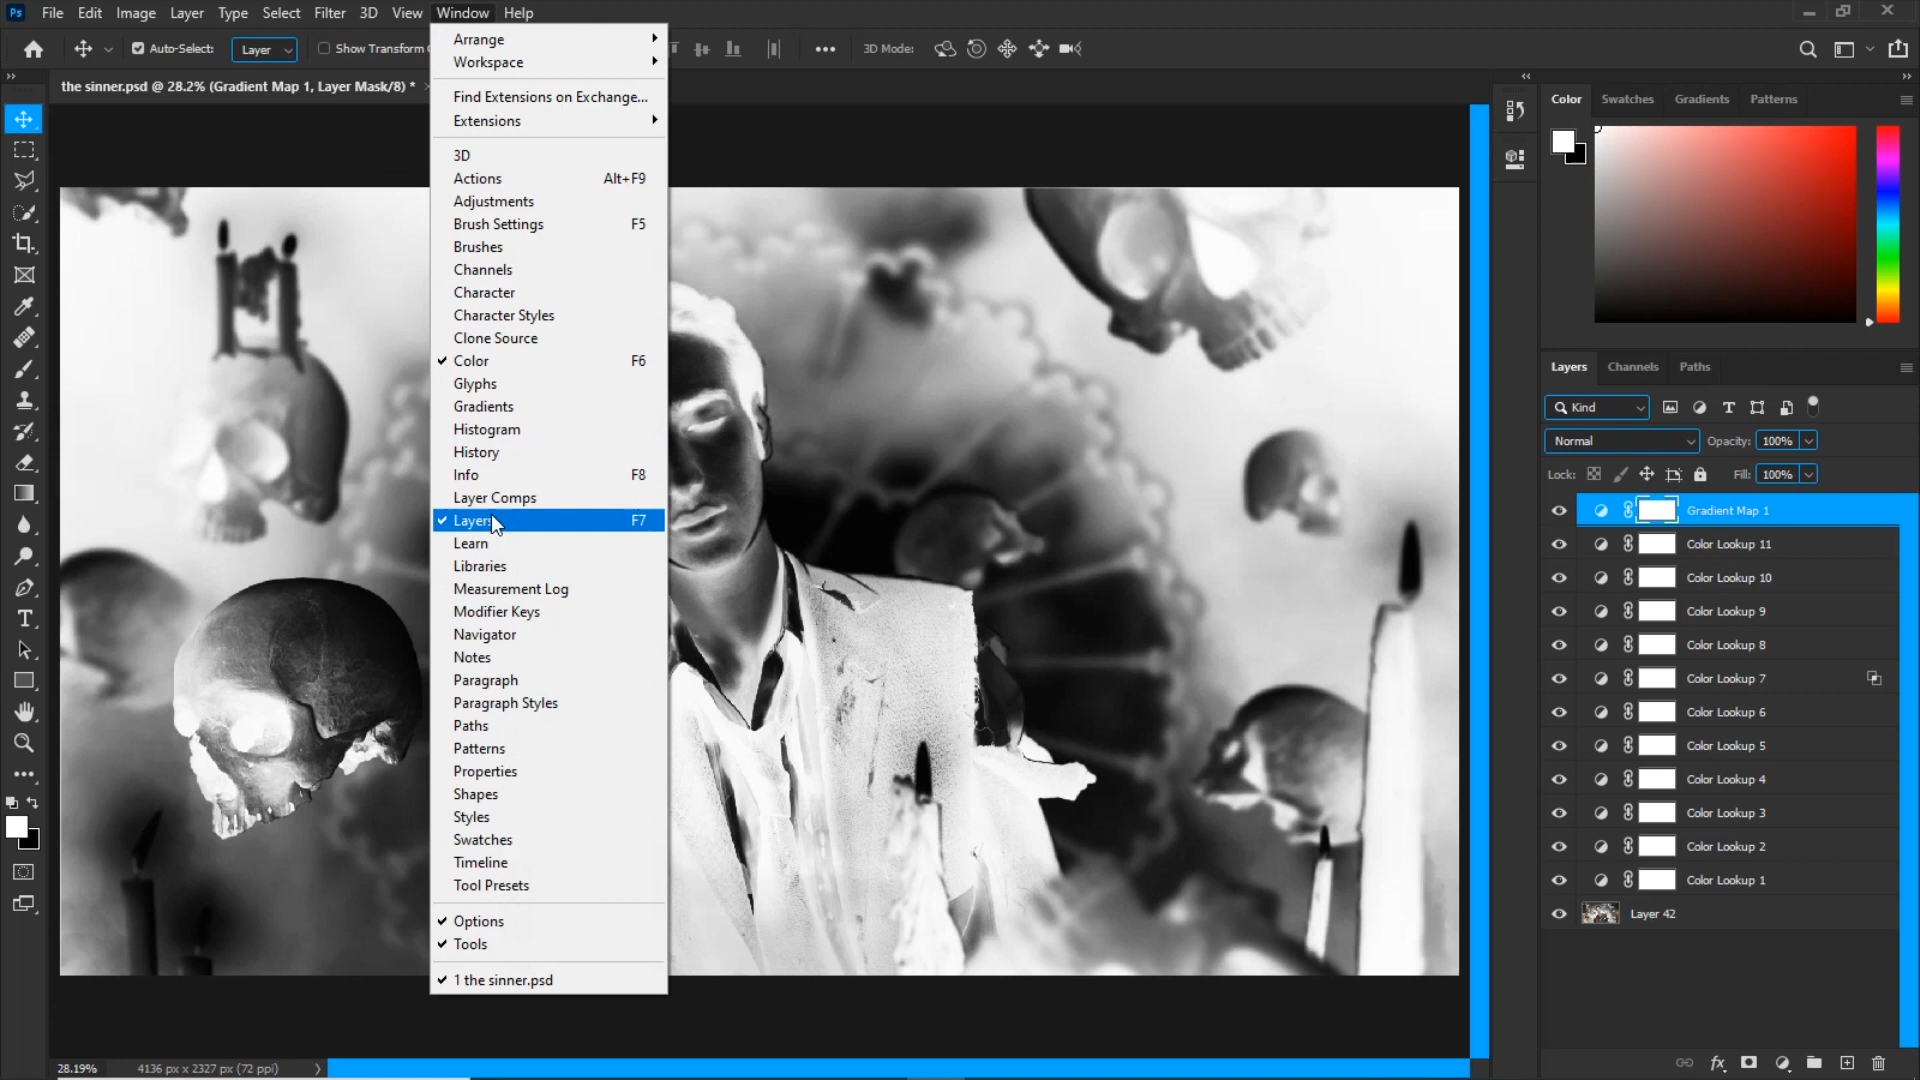 Ps File Edit Image Layer Type Select Filter 3D View Window Help
Auto-Select: Layer Show Transform 3D Mode:
the sinner.psd @ 28.2% (Gradient Map 1, Layer Mask/8) *
Arrange
Workspace
Find Extensions on Exchange...
Extensions
3D
Actions Alt+F9
Adjustments
Brush Settings F5
Brushes
Channels
Character
Character Styles
Clone Source
Color F6
Glyphs
Gradients
Histogram
History
Info F8
Layer Comps
Layers F7
Learn
Libraries
Measurement Log
Modifier Keys
Navigator
Notes
Paragraph
Paragraph Styles
Paths
Patterns
Properties
Shapes
Styles
Swatches
Timeline
Tool Presets
Options
Tools
1 the sinner.psd
Color Swatches Gradients Patterns
Layers Channels Paths
Kind
Normal Opacity: 100%
Lock: Fill: 100%
Gradient Map 1
Color Lookup 11
Color Lookup 10
Color Lookup 9
Color Lookup 8
Color Lookup 7
Color Lookup 6
Color Lookup 5
Color Lookup 4
Color Lookup 3
Color Lookup 2
Color Lookup 1
Layer 42
fx
28.19% 4136 px x 2327 px (72 ppi)